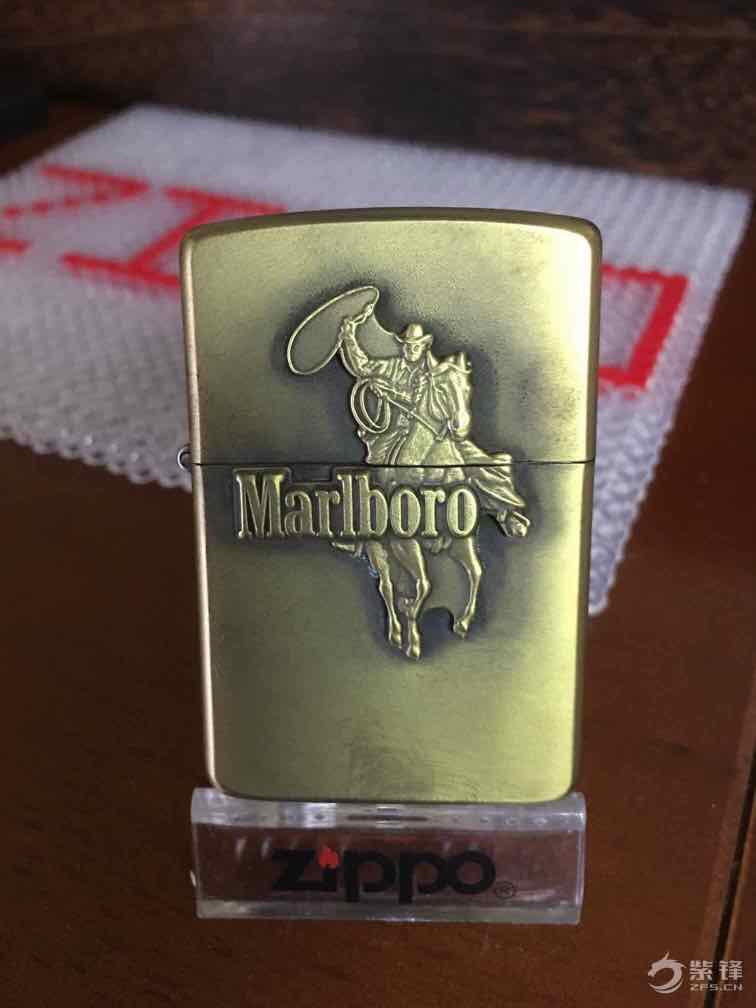 Marlboro
zippo®
紫锋
ZFS.CN